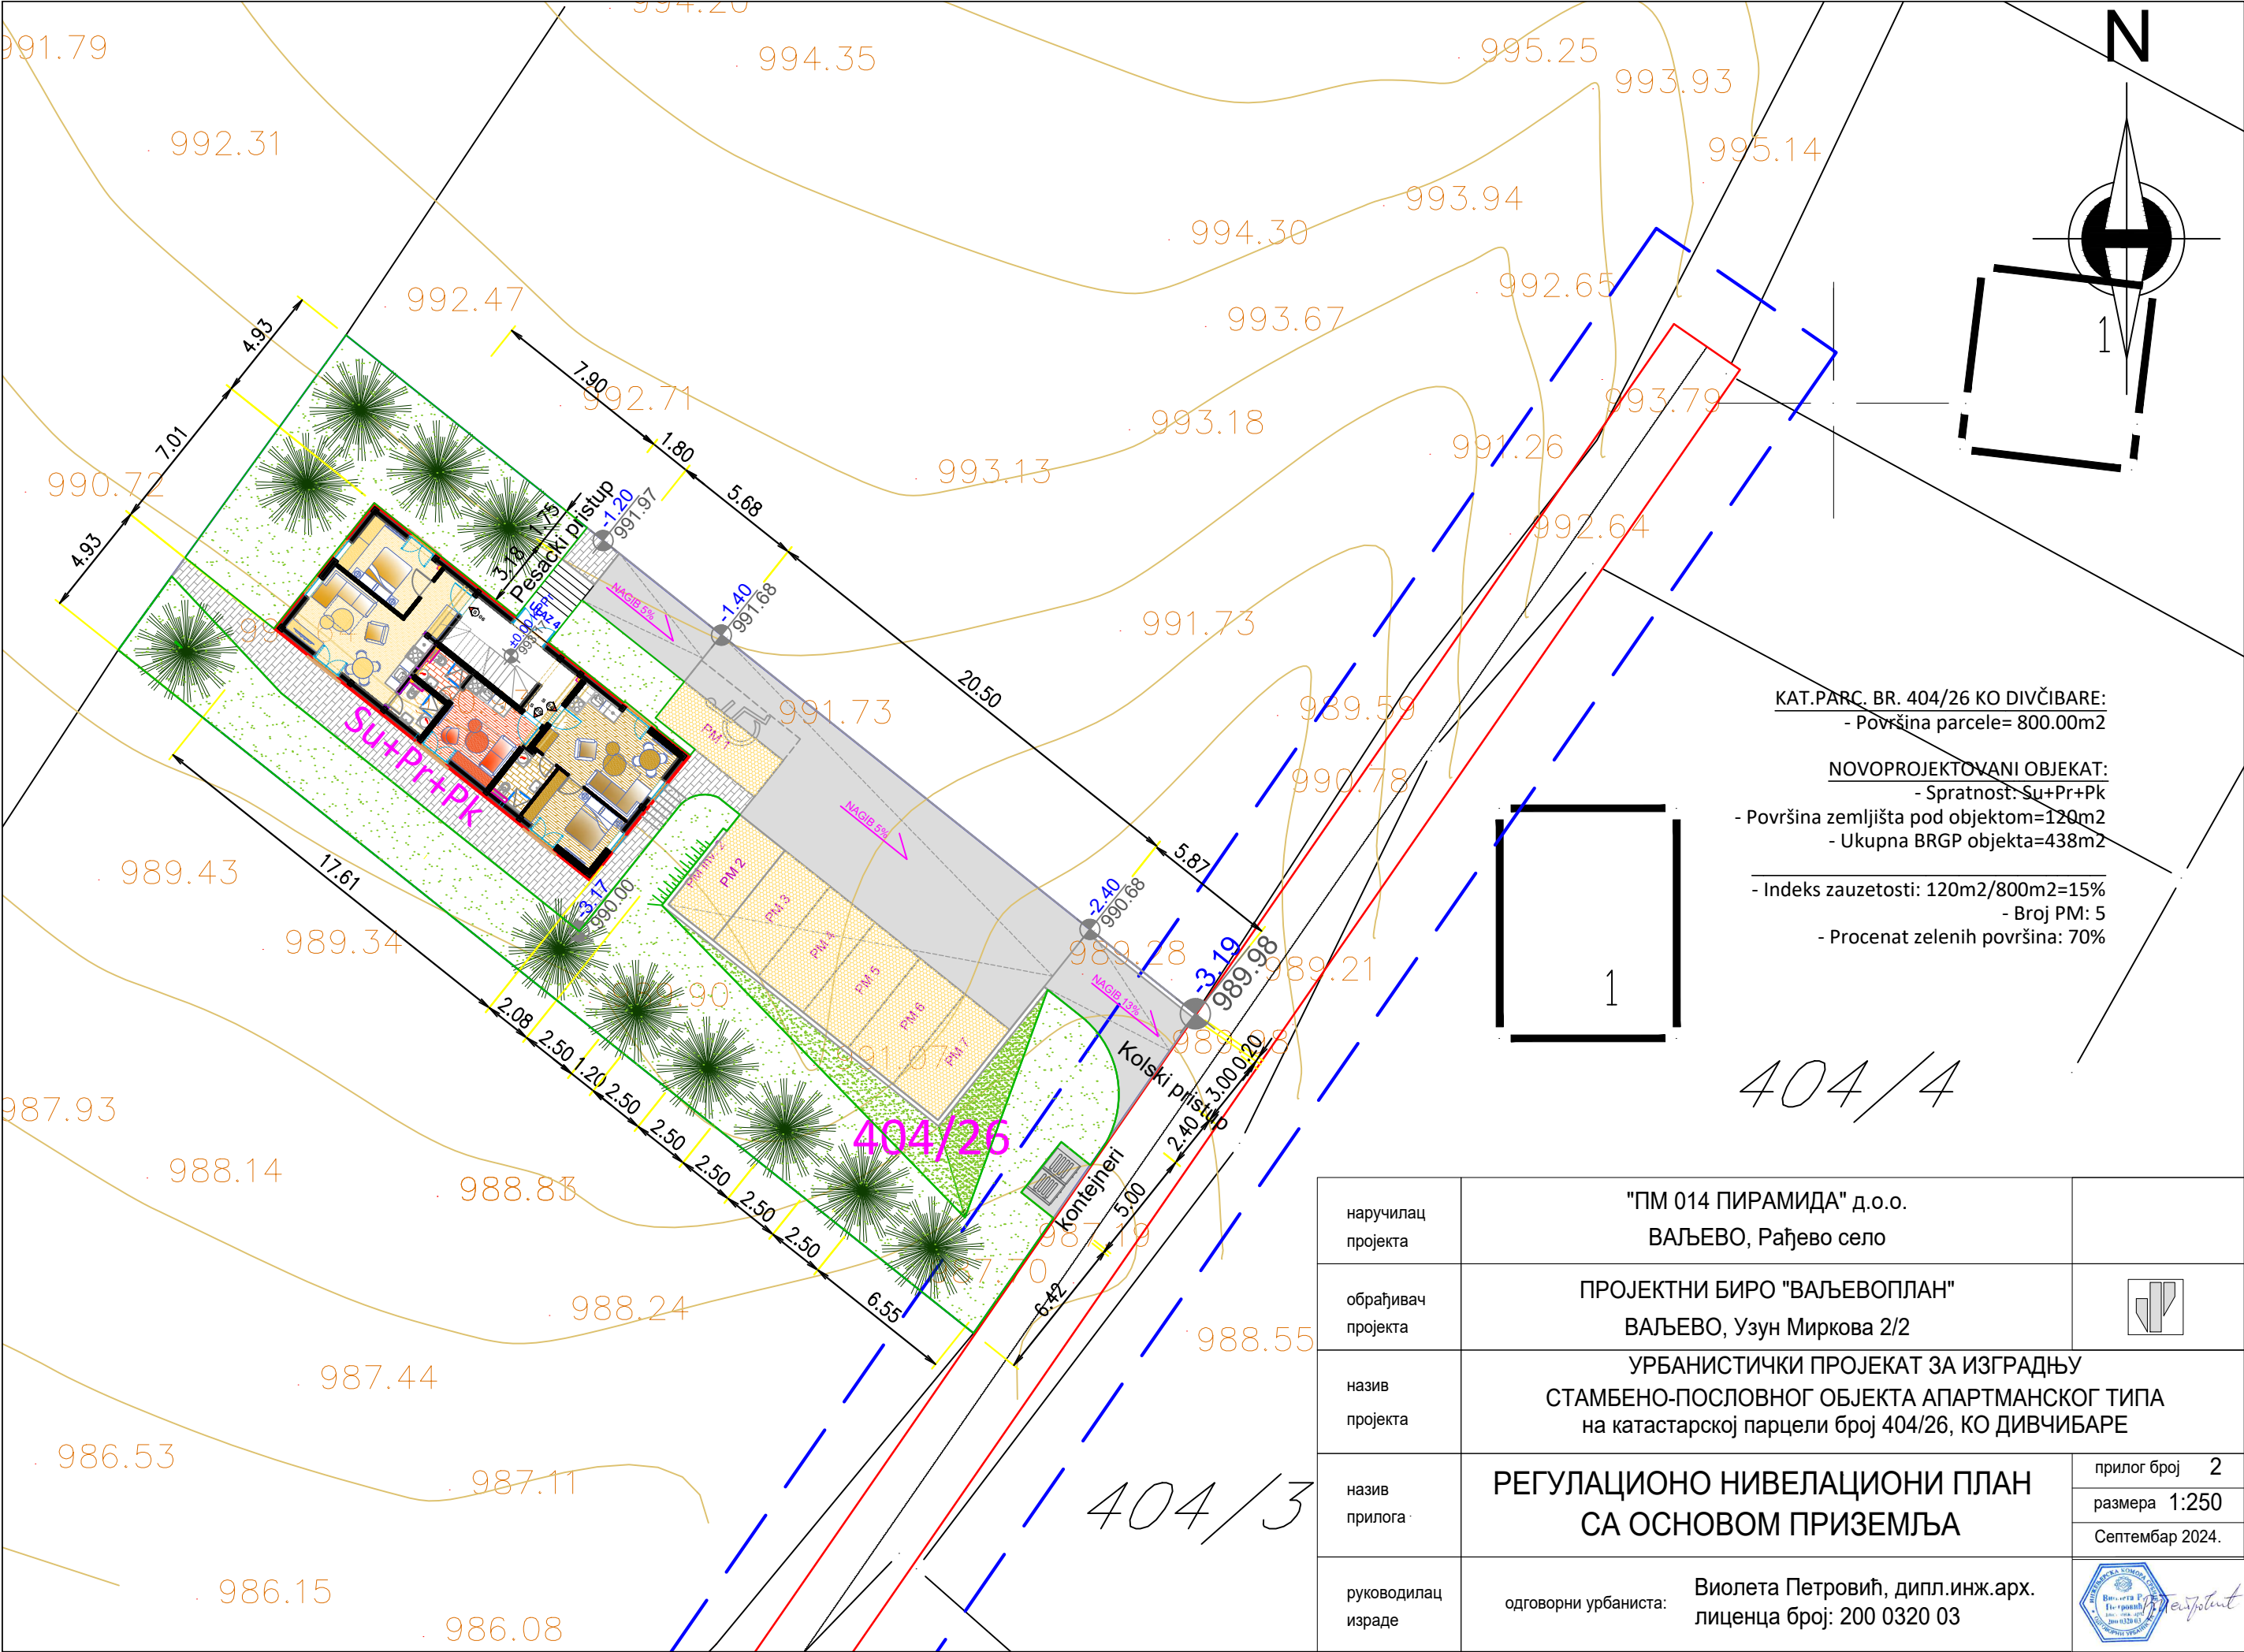 994.20
991.79
994.35
995.25
993.93
N
992.31
995.14
993.94
994.30
992.47
992.65
993.67
1
4.93
7.90
992.71
993.79
993.18
1.80
991.26
7.01
993.13
990.72
5.68
992.64
-1.20
991.97
1.75
3.18
Pešački pristup
4.93
NAGIB 5%
-1.40
991.68
991.73
20.50
991.73
989.59
PM 1
990.78
Su+Pr+Pk
NAGIB 5%
17.61
989.43
5.87
PM 2
PM 3
PM 4
PM 5
PM 6
PM 7
-3.17
990.00
-2.40
990.68
989.34
989.28
-3.19
989.98
989.21
NAGIB 13%
2.08
2.50
1.20
2.50
2.50
2.50
2.50
2.50
6.55
Kolski pristup
0.20
3.00
2.40
5.00
6.42
kontejneri
404/26
987.93
988.14
988.83
988.24
988.55
987.44
986.53
987.11
986.15
986.08
404/3
404/4
1
KAT.PARC. BR. 404/26 KO DIVČIBARE:
- Površina parcele= 800.00m2
NOVOPROJEKTOVANI OBJEKAT:
- Spratnost: Su+Pr+Pk
- Površina zemljišta pod objektom=120m2
- Ukupna BRGP objekta=438m2
- Indeks zauzetosti: 120m2/800m2=15%
- Broj PM: 5
- Procenat zelenih površina: 70%
наручилац
пројекта
"ПМ 014 ПИРАМИДА" д.о.о.
ВАЉЕВО, Рађево село
обрађивач
пројекта
ПРОЈЕКТНИ БИРО "ВАЉЕВОПЛАН"
ВАЉЕВО, Узун Миркова 2/2
назив
пројекта
УРБАНИСТИЧКИ ПРОЈЕКАТ ЗА ИЗГРАДЊУ
СТАМБЕНО-ПОСЛОВНОГ ОБЈЕКТА АПАРТМАНСКОГ ТИПА
на катастарској парцели број 404/26, КО ДИВЧИБАРЕ
назив
прилога
РЕГУЛАЦИОНО НИВЕЛАЦИОНИ ПЛАН
СА ОСНОВОМ ПРИЗЕМЉА
прилог број 2
размера 1:250
Септембар 2024.
руководилац
израде
одговорни урбаниста:
Виолета Петровић, дипл.инж.арх.
лиценца број: 200 0320 03